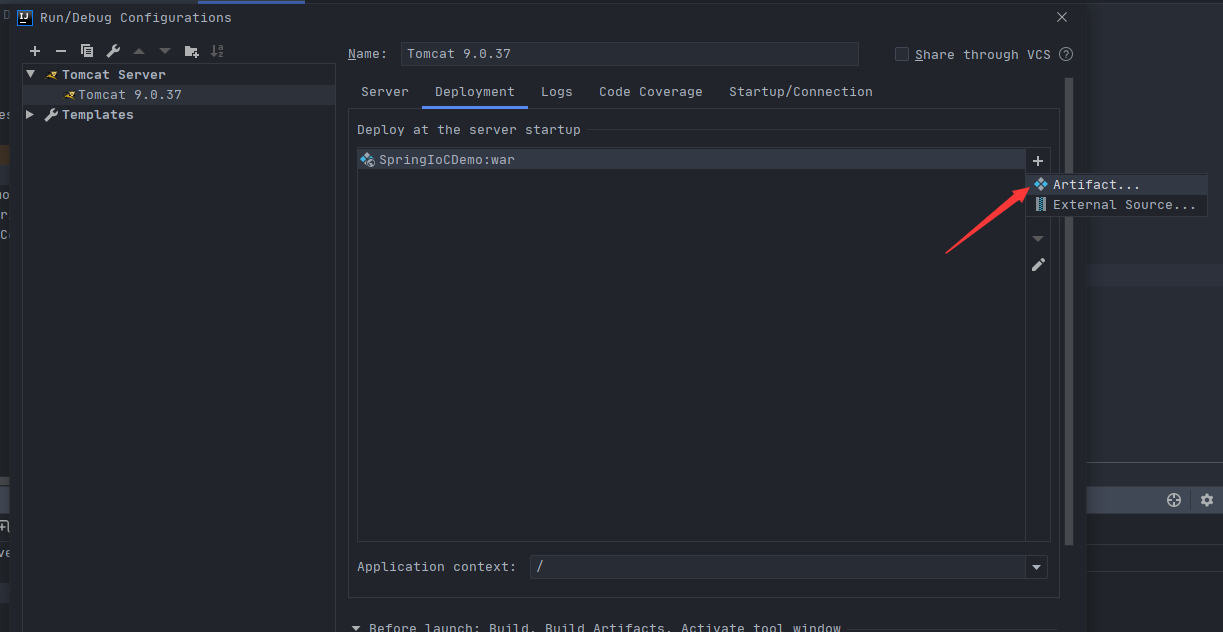 Run/Debug Configurations
Name: Tomcat 9.0.37
Share through VCS
Tomcat Server
Tomcat 9.0.37
Templates
Server Deployment Logs Code Coverage Startup/Connection
Deploy at the server startup
SpringIoCDemo:war
Artifact...
External Source...
Application context: /
Before launch: Build, Build Artifacts, Activate tool window